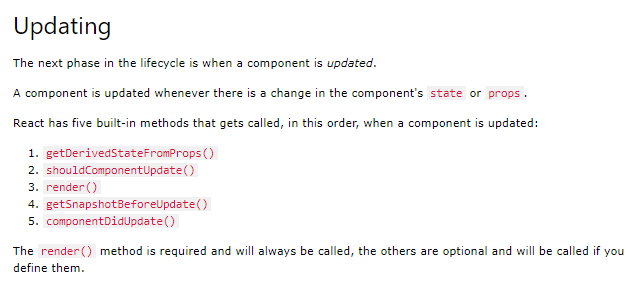 Updating
The next phase in the lifecycle is when a component is updated.
A component is updated whenever there is a change in the component's state or props.
React has five built-in methods that gets called, in this order, when a component is updated:
1. getDerivedStateFromProps()
2. shouldComponentUpdate()
3. render()
4. getSnapshotBeforeUpdate()
5. componentDidUpdate()
The render() method is required and will always be called, the others are optional and will be called if you
define them.